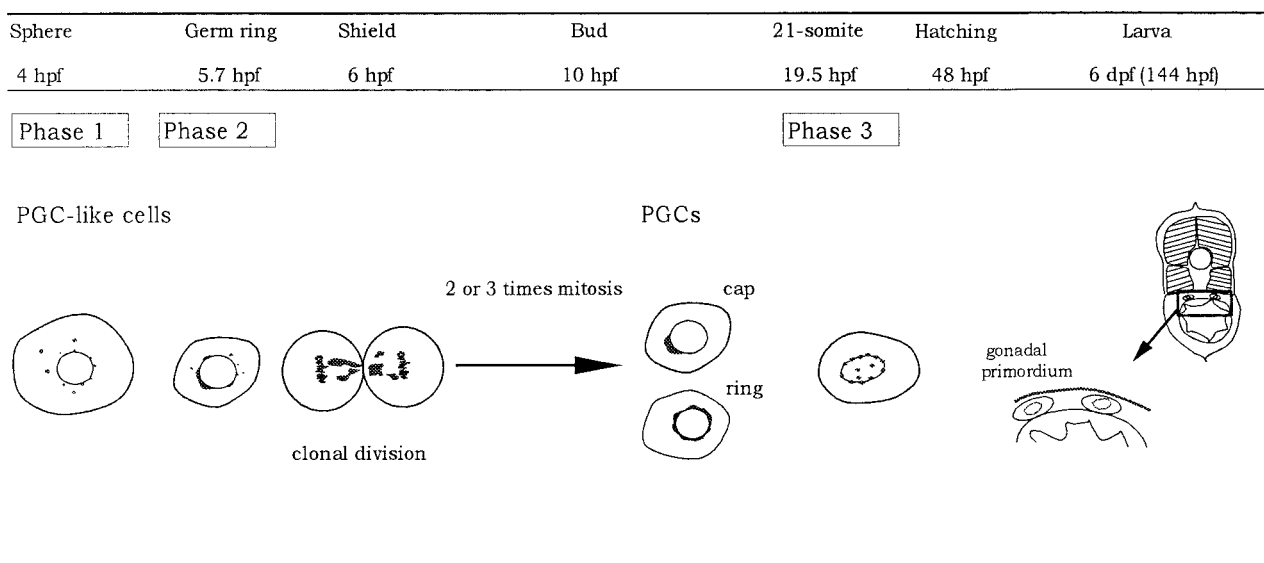 Sphere Germ ring Shield Bud 21-somite Hatching Larva
4 hpf 5.7 hpf 6 hpf 10 hpf 19.5 hpf 48 hpf 6 dpf (144 hpf)
Phase 1 Phase 2 Phase 3
PGC-like cells PGCs
2 or 3 times mitosis cap
gonadal
primordium
ring
clonal division